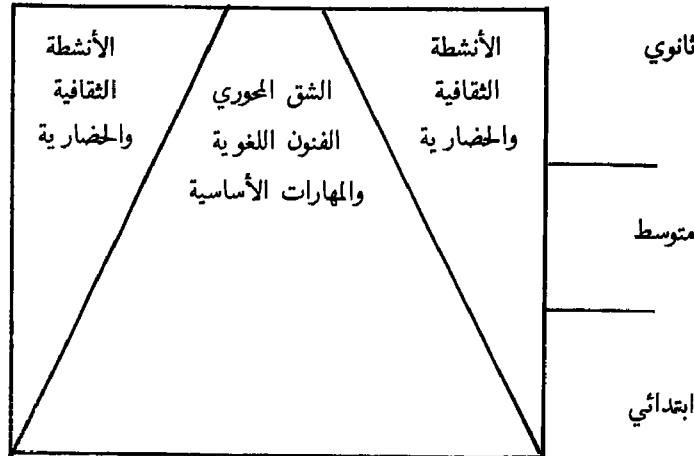 ثانوي
الأنشطة
الثقافية
والحضارية
الشق المحوري
الفنون اللغوية
والمهارات الأساسية
الأنشطة
الثقافية
والحضارية
متوسط
ابتدائي